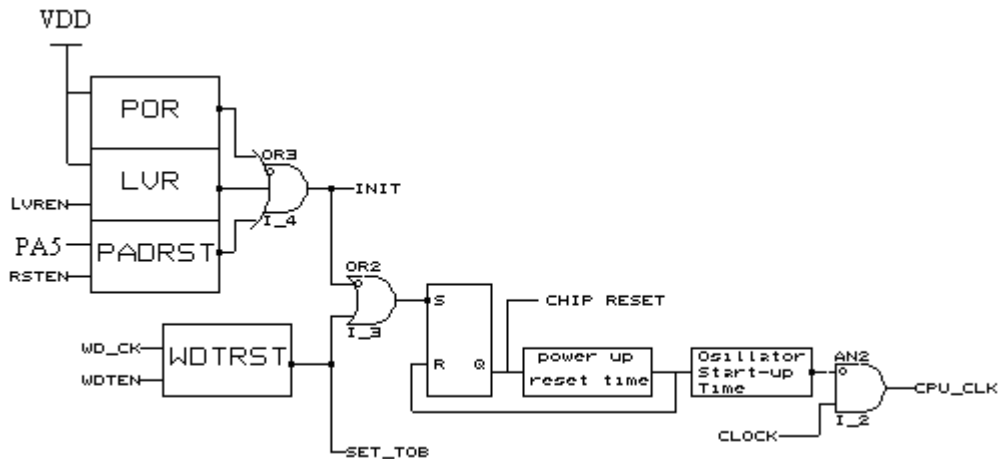 VDD
POR
OR3
LVR
INIT
LVREN
I_4
PA5
PADRST
RSTEN
OR2
S
CHIP RESET
I_3
WD_CK
WDTRST
R
Q
power up
reset time
Osillator
Start-up
Time
AN2
WDTEN
CPU_CLK
I_2
CLOCK
SET_TOB